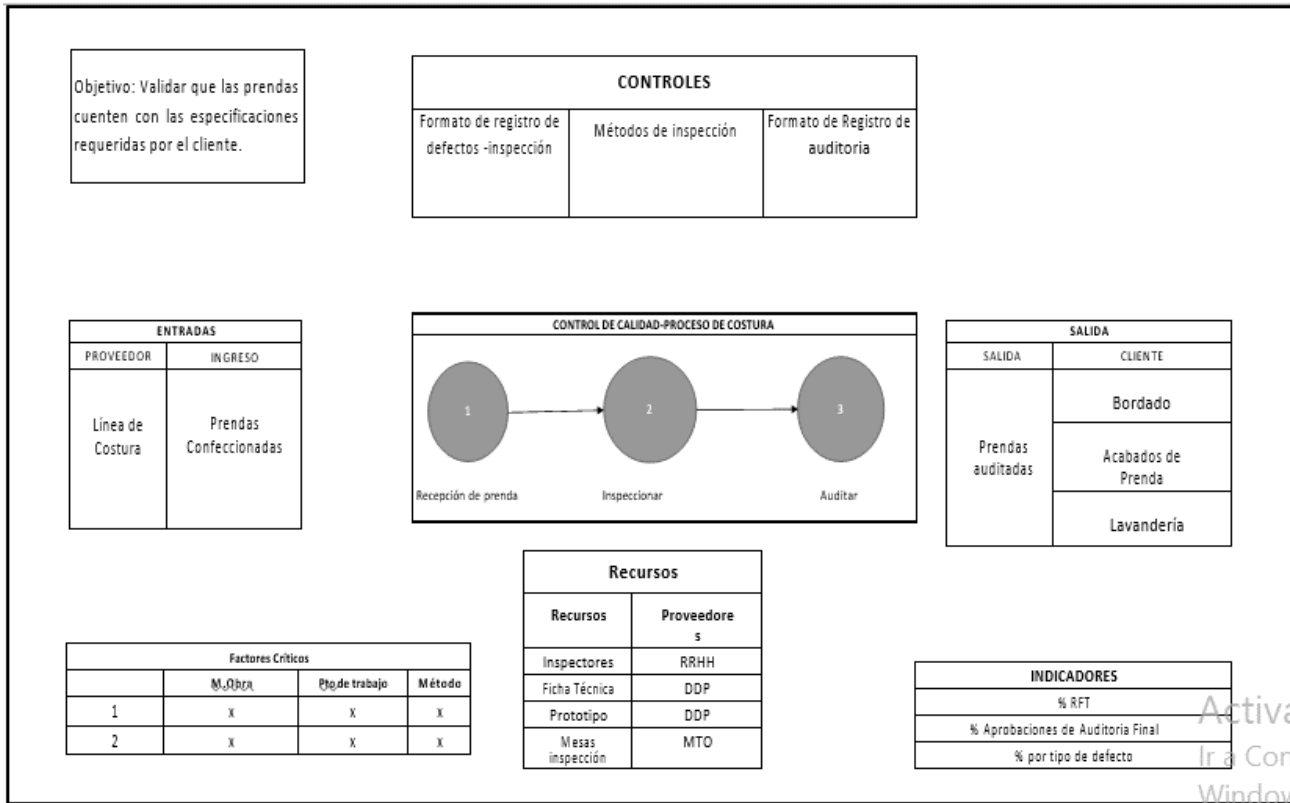 Objetivo: Validar que las prendas
cuenten con las especificaciones
requeridas por el cliente.
CONTROLES
Formato de registro de
defectos -inspección
Métodos de inspección
Formato de Registro de
auditoria
ENTRADAS
PROVEEDOR
INGRESO
Línea de
Costura
Prendas
Confeccionadas
CONTROL DE CALIDAD-PROCESO DE COSTURA
1
2
3
Recepción de prenda
Inspeccionar
Auditar
SALIDA
SALIDA
CLIENTE
Prendas
auditadas
Bordado
Acabados de
Prenda
Lavandería
Factores Críticos
M.Obra
Pto.de trabajo
Método
1
X
X
X
2
X
X
X
Recursos
Recursos
Proveedore
s
Inspectores
RRHH
Ficha Técnica
DDP
Prototipo
DDP
Mesas
inspección
MTO
INDICADORES
% RFT
% Aprobaciones de Auditoria Final
% por tipo de defecto
Activa
Ir a Con
Window